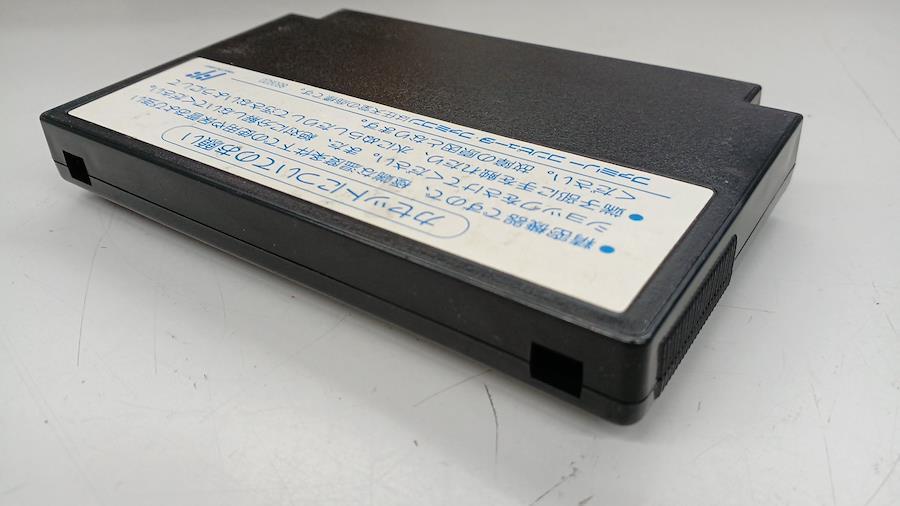 カセットについてのお願い
●精密機器ですので、極端な温度条件下での使用や保管および強い
ショックをさけてください。また、絶対に分解しないでください。
●端子部に手を触れたり、水にぬらしたりして汚さないようにして
ください。故障の原因となります。
ファミリーコンピュータ・ファミコンは任天堂の商標です。